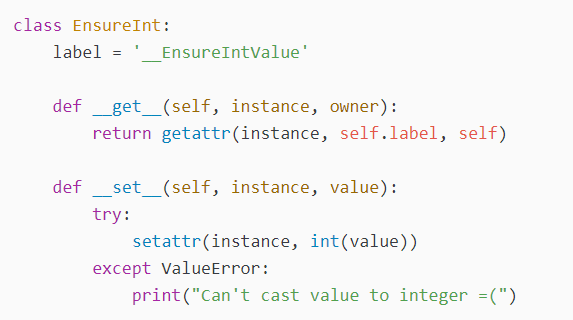 class EnsureInt:
    label = '__EnsureIntValue'

    def __get__(self, instance, owner):
        return getattr(instance, self.label, self)

    def __set__(self, instance, value):
        try:
            setattr(instance, int(value))
        except ValueError:
            print("Can't cast value to integer =(")